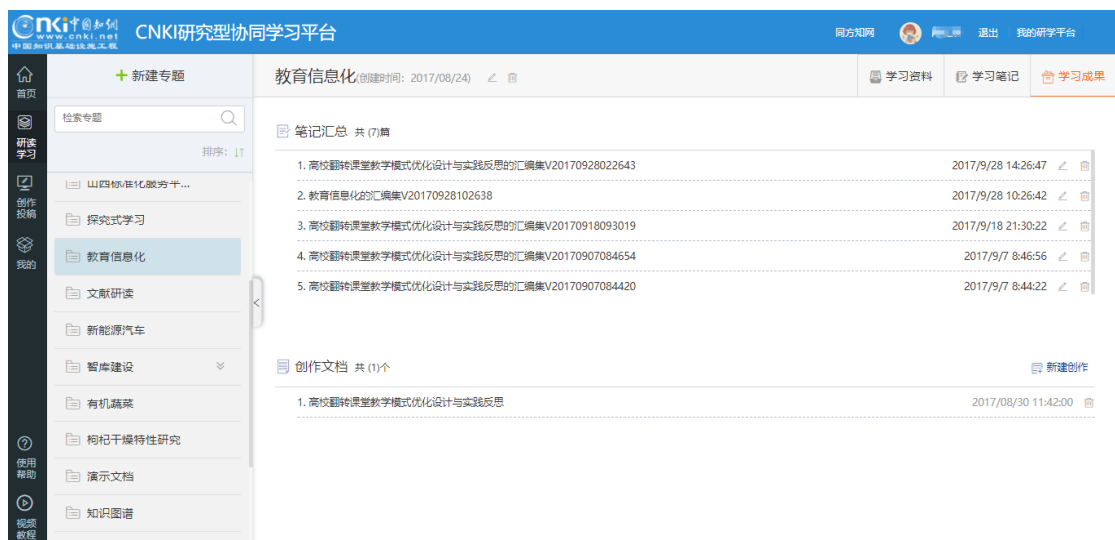 Cnki 中国知网
www.cnki.net
中国知识基础设施工程
CNKI研究型协同学习平台
同方知网
退出
我的研学平台
首页
研读
学习
创作
投稿
我的
使用
帮助
视频
教程
新建专题
检索专题
排序:
山西标准化服务平...
探究式学习
教育信息化
文献研读
新能源汽车
智库建设
有机蔬菜
枸杞干燥特性研究
演示文档
知识图谱
教育信息化(创建时间: 2017/08/24)
学习资料
学习笔记
学习成果
笔记汇总 共 (7)篇
1. 高校翻转课堂教学模式优化设计与实践反思的汇编集V20170928022643 2017/9/28 14:26:47
2. 教育信息化的汇编集V20170928102638 2017/9/28 10:26:42
3. 高校翻转课堂教学模式优化设计与实践反思的汇编集V20170918093019 2017/9/18 21:30:22
4. 高校翻转课堂教学模式优化设计与实践反思的汇编集V20170907084654 2017/9/7 8:46:56
5. 高校翻转课堂教学模式优化设计与实践反思的汇编集V20170907084420 2017/9/7 8:44:22
创作文档 共 (1)个
新建创作
1. 高校翻转课堂教学模式优化设计与实践反思 2017/08/30 11:42:00